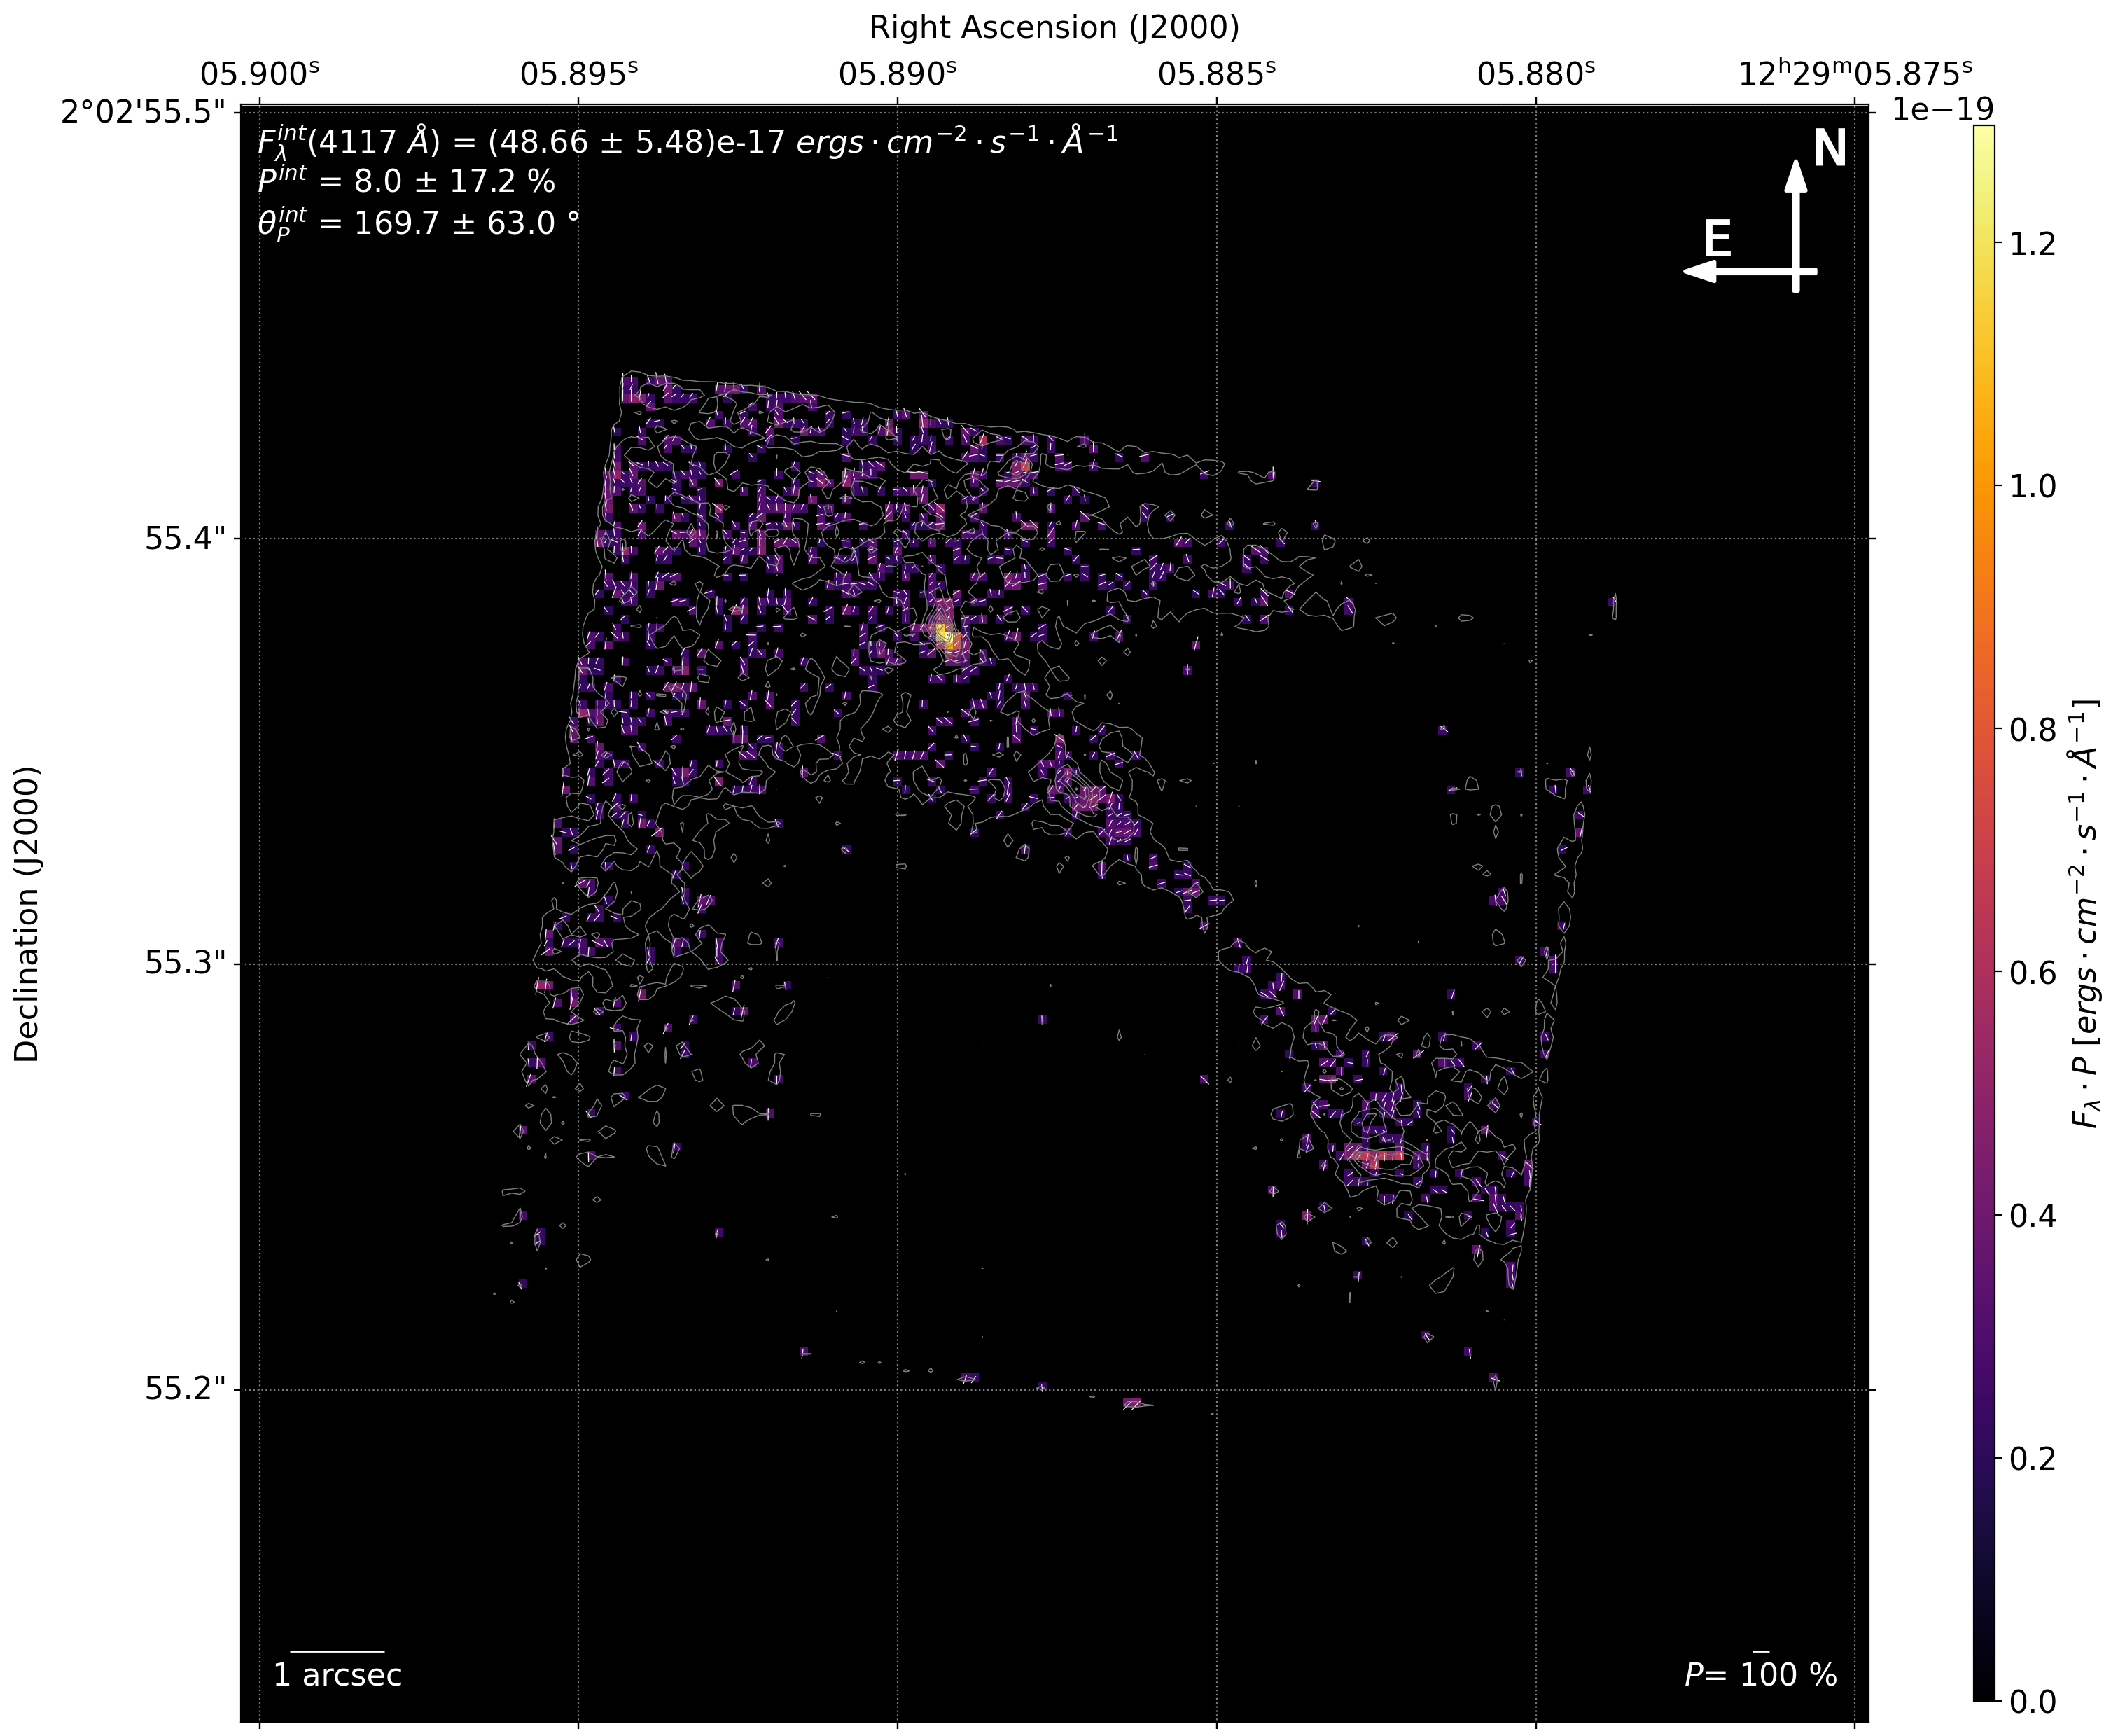 Right Ascension (J2000)
05.900ˢ 05.895ˢ 05.890ˢ 05.885ˢ 05.880ˢ 12ʰ29ᵐ05.875ˢ
2°02'55.5"
55.4"
55.3"
55.2"
Declination (J2000)
F_λ^int(4117 Å) = (48.66 ± 5.48)e-17 ergs · cm⁻² · s⁻¹ · Å⁻¹
P^int = 8.0 ± 17.2 %
θ_P^int = 169.7 ± 63.0 °
N
E
1 arcsec
P= 100 %
1e−19
1.2
1.0
0.8
0.6
0.4
0.2
0.0
F_λ · P [ergs · cm⁻² · s⁻¹ · Å⁻¹]